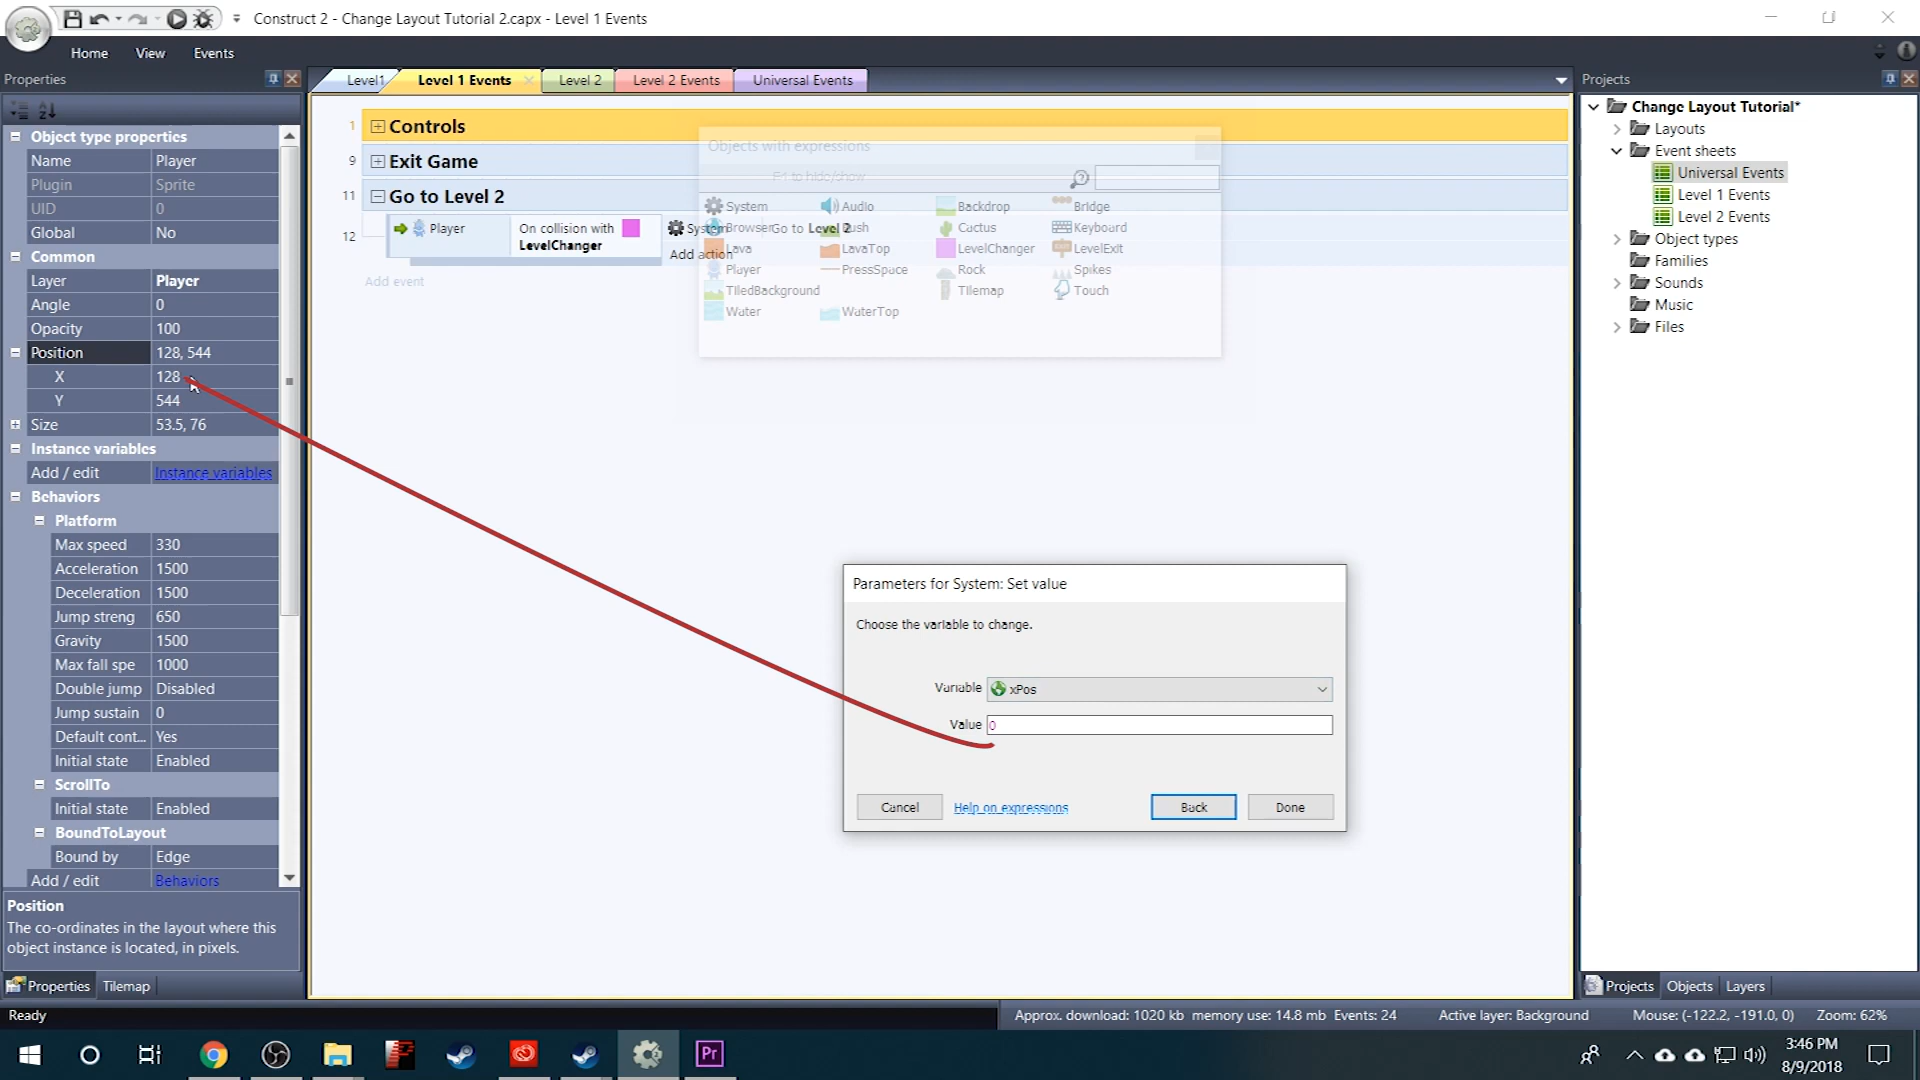 Construct 2 - Change Layout Tutorial 2.capx - Level 1 Events
Home View Events
Properties
Object type properties
Name Player
Plugin Sprite
UID 0
Global No
Common
Layer Player
Angle 0
Opacity 100
Position 128, 544
X 128
Y 544
Size 53.5, 76
Instance variables
Add / edit Instance variables
Behaviors
Platform
Max speed 330
Acceleration 1500
Deceleration 1500
Jump streng 650
Gravity 1500
Max fall spe 1000
Double jump Disabled
Jump sustain 0
Default cont... Yes
Initial state Enabled
ScrollTo
Initial state Enabled
BoundToLayout
Bound by Edge
Add / edit Behaviors
Position
The co-ordinates in the layout where this
object instance is located, in pixels.
Properties Tilemap
Level1 Level 1 Events Level 2 Level 2 Events Universal Events
1 Controls
9 Exit Game
11 Go to Level 2
12 Player On collision with
LevelChanger
System Go to Level 2
Add action
Add event
Objects with expressions
F4 to hide/show
System Audio Backdrop Bridge
Browser Bush Cactus Keyboard
Lava LavaTop LevelChanger LevelExit
Player PressSpace Rock Spikes
TiledBackground Tilemap Touch
Water WaterTop
Parameters for System: Set value
Choose the variable to change.
Variable xPos
Value 0
Cancel Help on expressions Back Done
Projects
Change Layout Tutorial*
Layouts
Event sheets
Universal Events
Level 1 Events
Level 2 Events
Object types
Families
Sounds
Music
Files
Projects Objects Layers
Ready
Approx. download: 1020 kb memory use: 14.8 mb Events: 24 Active layer: Background Mouse: (-122.2, -191.0, 0) Zoom: 62%
Pr
3:46 PM
8/9/2018